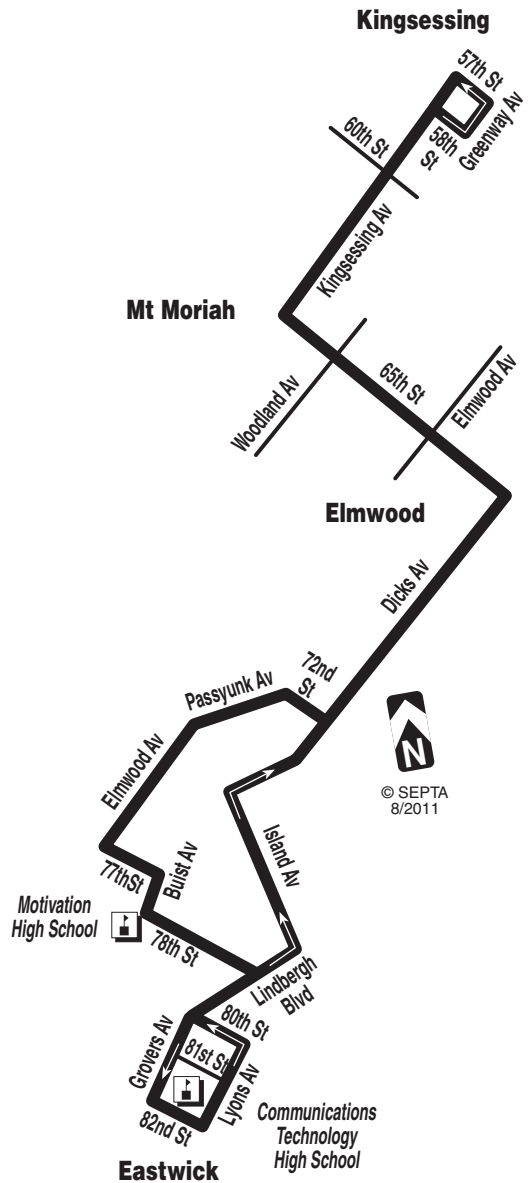 Kingsessing
57th St
Greenway Av
58th
St
60th St
Kingsessing Av
Mt Moriah
65th St
Woodland Av
Elmwood Av
Elmwood
Dicks Av
72nd
St
Passyunk Av
N
© SEPTA
8/2011
Elmwood Av
Island Av
77thSt
Buist Av
Motivation
High School
78th St
Lindbergh
Blvd
80th St
Grovers Av
81st St
Lyons Av
82nd St
Communications
Technology
High School
Eastwick